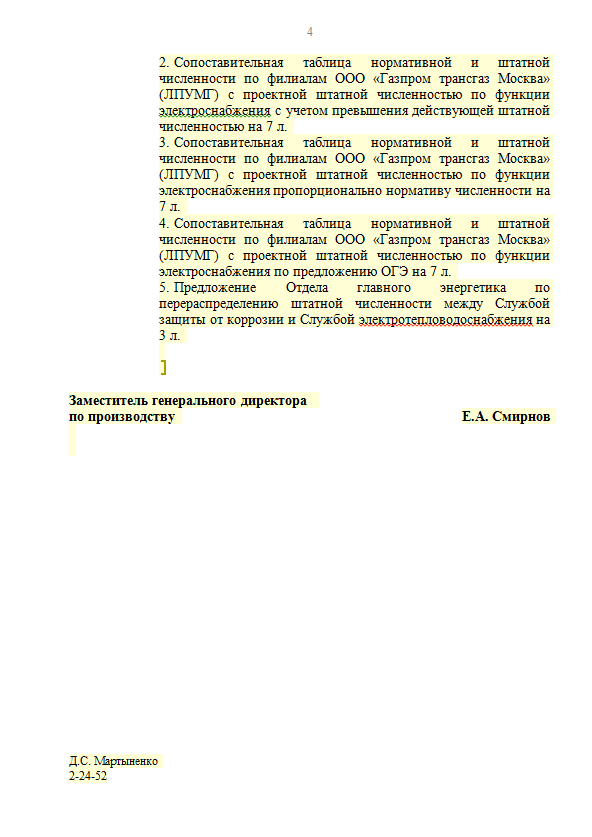 4
2. Сопоставительная таблица нормативной и штатной
численности по филиалам ООО «Газпром трансгаз Москва»
(ЛПУМГ) с проектной штатной численностью по функции
электроснабжения с учетом превышения действующей штатной
численностью на 7 л.
3. Сопоставительная таблица нормативной и штатной
численности по филиалам ООО «Газпром трансгаз Москва»
(ЛПУМГ) с проектной штатной численностью по функции
электроснабжения пропорционально нормативу численности на
7 л.
4. Сопоставительная таблица нормативной и штатной
численности по филиалам ООО «Газпром трансгаз Москва»
(ЛПУМГ) с проектной штатной численностью по функции
электроснабжения по предложению ОГЭ на 7 л.
5. Предложение Отдела главного энергетика по
перераспределению штатной численности между Службой
защиты от коррозии и Службой электротепловодоснабжения на
3 л.
Заместитель генерального директора
по производству Е.А. Смирнов
Д.С. Мартыненко
2-24-52